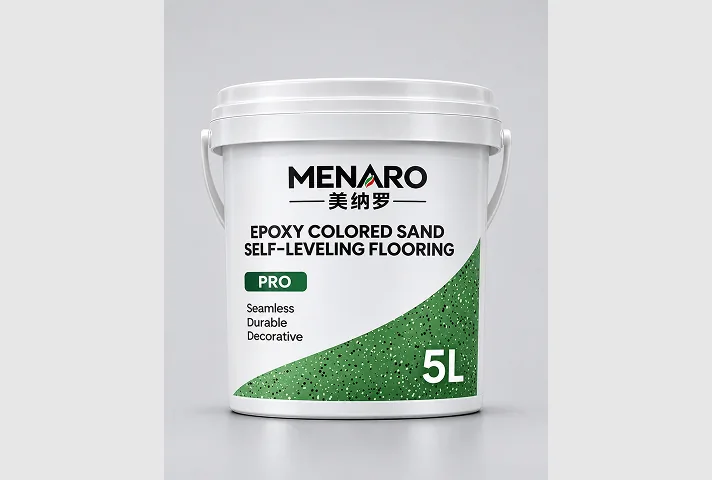 MENARO
美纳罗
EPOXY COLORED SAND
SELF-LEVELING FLOORING
PRO
Seamless
Durable
Decorative
5L